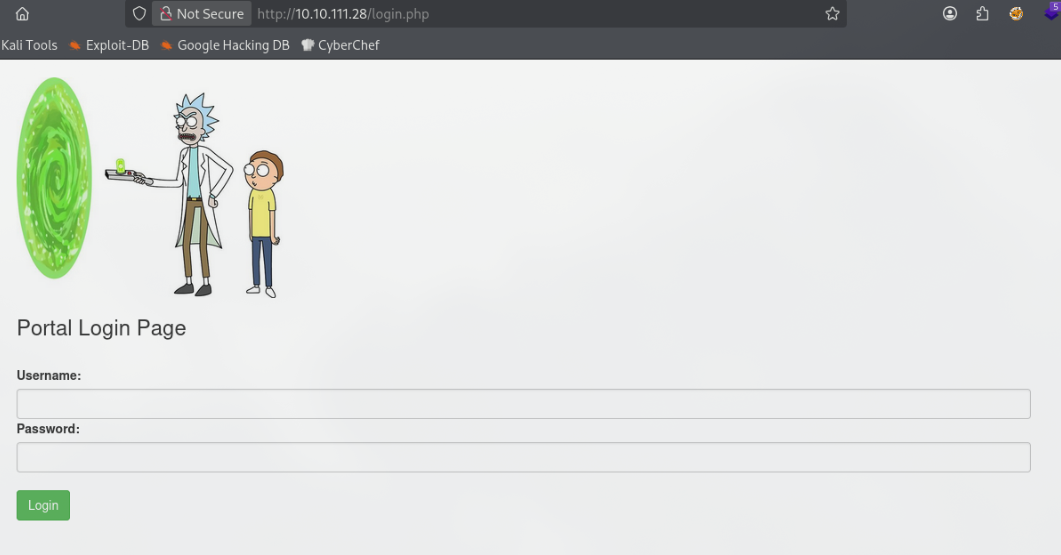 Not Secure http://10.10.111.28/login.php
5
Kali Tools Exploit-DB Google Hacking DB CyberChef
Portal Login Page
Username:
Password:
Login